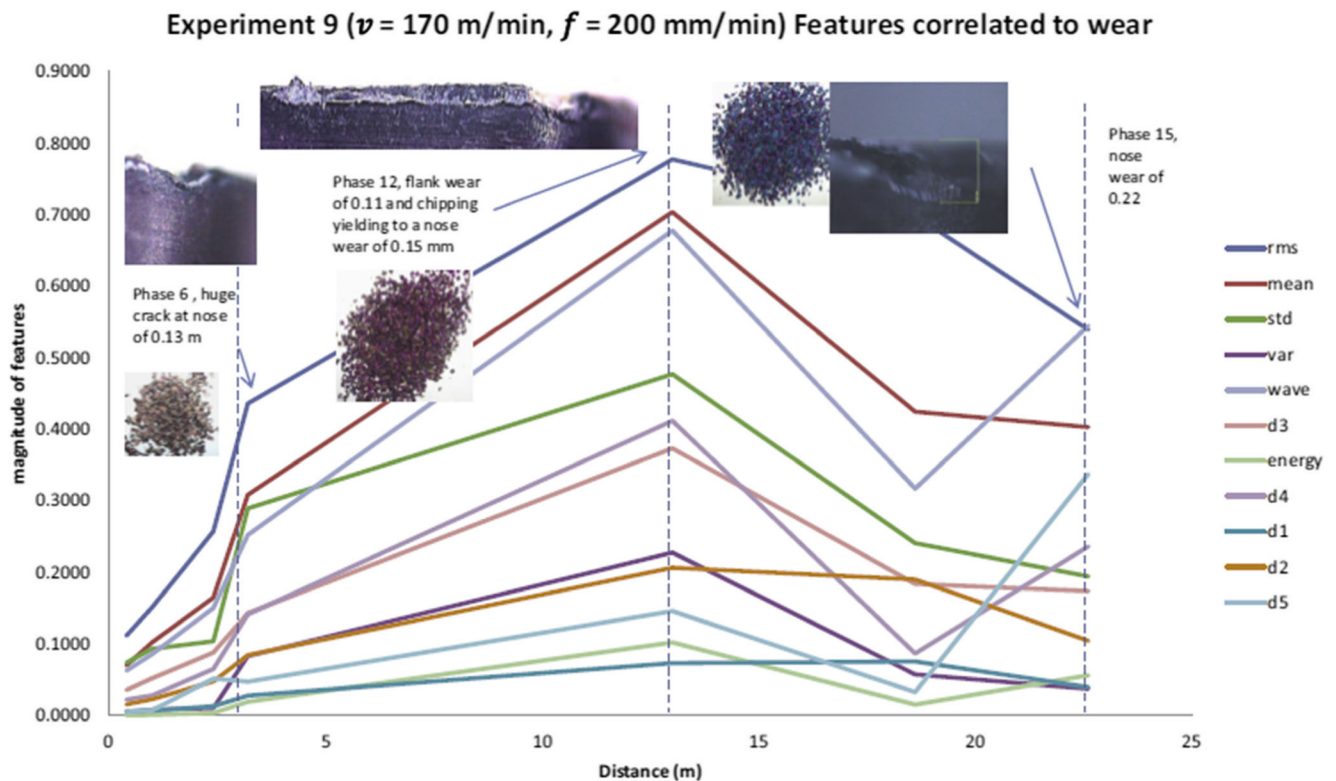 Experiment 9 (v = 170 m/min, f = 200 mm/min) Features correlated to wear
magnitude of features
0.9000
0.8000
0.7000
0.6000
0.5000
0.4000
0.3000
0.2000
0.1000
0.0000
Phase 6 , huge
crack at nose
of 0.13 m
Phase 12, flank wear
of 0.11 and chipping
yielding to a nose
wear of 0.15 mm
Phase 15,
nose
wear of
0.22
rms
mean
std
var
wave
d3
energy
d4
d1
d2
d5
0
5
10
15
20
25
Distance (m)